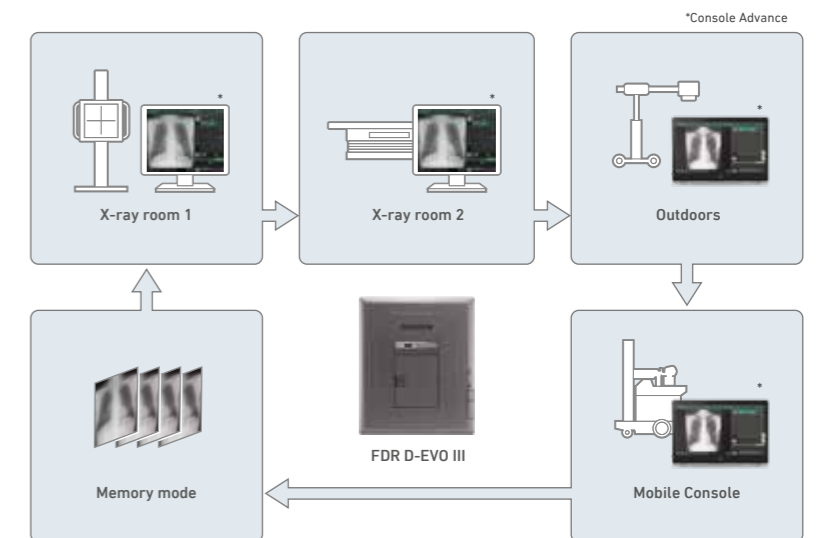 *Console Advance
*
*
*
X-ray room 1
X-ray room 2
Outdoors
*
FDR D-EVO III
Memory mode
Mobile Console